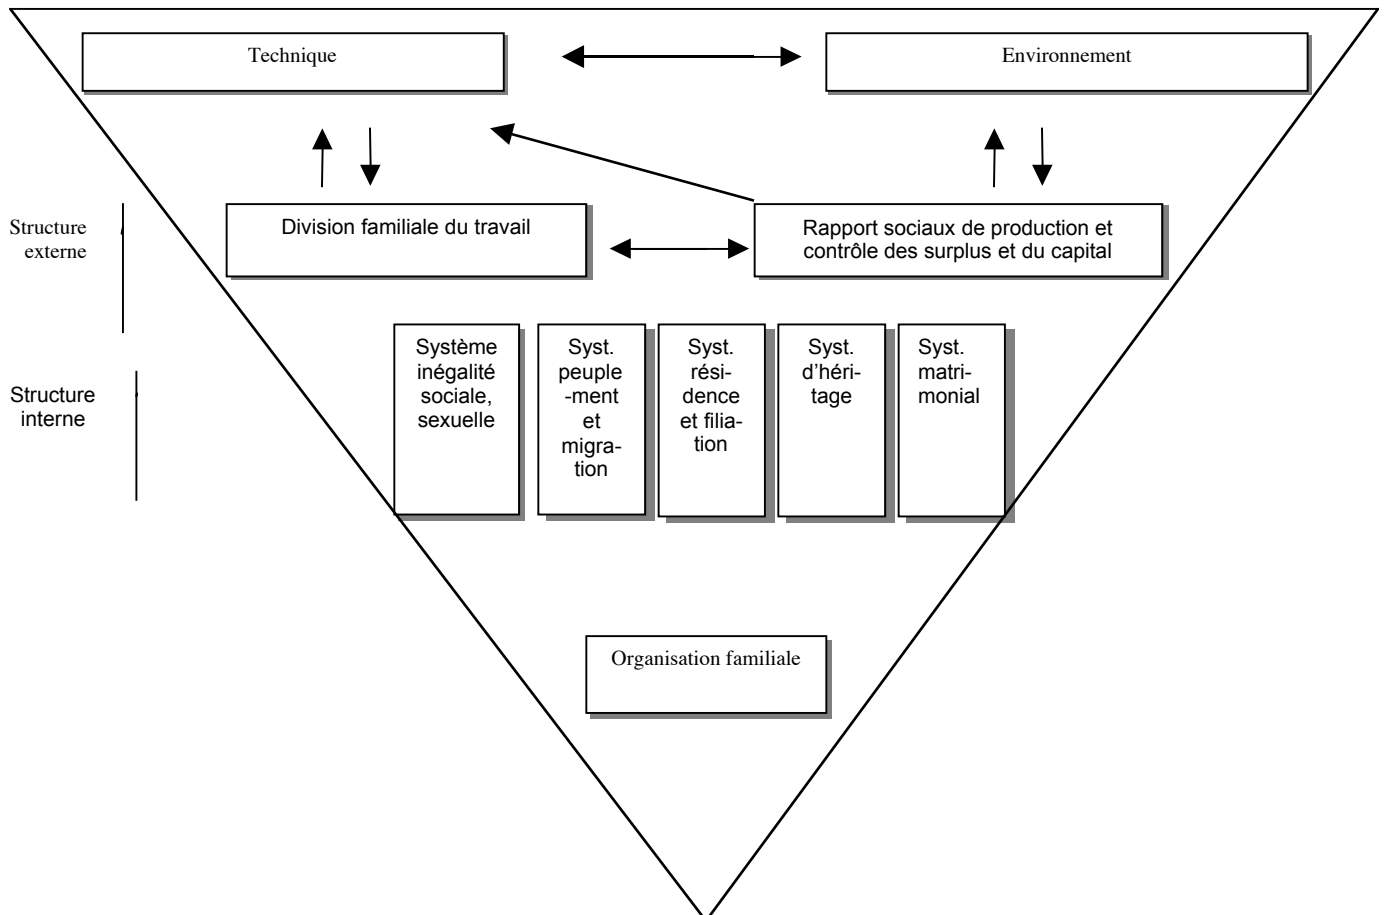 Technique
Environnement
Structure
externe
Division familiale du travail
Rapport sociaux de production et
contrôle des surplus et du capital
Structure
interne
Système
inégalité
sociale,
sexuelle
Syst.
peuple
-ment
et
migra-
tion
Syst.
rési-
dence
et filia-
tion
Syst.
d'héri-
tage
Syst.
matri-
monial
Organisation familiale